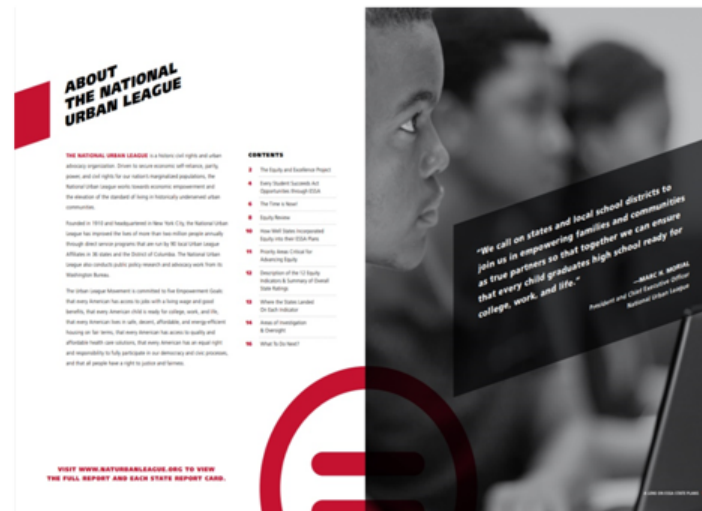 ABOUT
THE NATIONAL
URBAN LEAGUE
THE NATIONAL URBAN LEAGUE is a historic civil rights and urban
advocacy organization. Driven to secure economic self-reliance, parity,
power, and civil rights for our nation's marginalized populations, the
National Urban League works towards economic empowerment and
the elevation of the standard of living in historically underserved urban
communities.
Founded in 1910 and headquartered in New York City, the National Urban
League has improved the lives of more than two million people annually
through direct service programs that are run by 90 local Urban League
Affiliates in 36 states and the District of Columbia. The National Urban
League also conducts public policy research and advocacy work from its
Washington Bureau.
The Urban League Movement is committed to five Empowerment Goals:
that every American has access to jobs with a living wage and good
benefits, that every American child is ready for college, work, and life,
that every American lives in safe, decent, affordable, and energy-efficient
housing on fair terms, that every American has access to quality and
affordable health care solutions, that every American has an equal right
and responsibility to fully participate in our democracy and civic processes,
and that all people have a right to justice and fairness.
VISIT WWW.NATURBANLEAGUE.ORG TO VIEW
THE FULL REPORT AND EACH STATE REPORT CARD.
CONTENTS
The Equity and Excellence Project
4 Every Student Succeeds Act
Opportunities through ESSA
6 The Time is Now!
8 Equity Review
10 How Well States Incorporated
Equity into their ESSA Plans
11 Priority Areas Critical for
Advancing Equity
12 Description of the 12 Equity
Indicators & Summary of Overall
State Ratings
13 Where the States Landed
On Each Indicator
14 Areas of Investigation
& Oversight
16 What To Do Next?
"We call on states and local school districts to
join us in empowering families and communities
as true partners so that together we can ensure
that every child graduates high school ready for
college, work, and life."
—MARC H. MORIAL
President and Chief Executive Officer
National Urban League
ESSA STATE PLANS